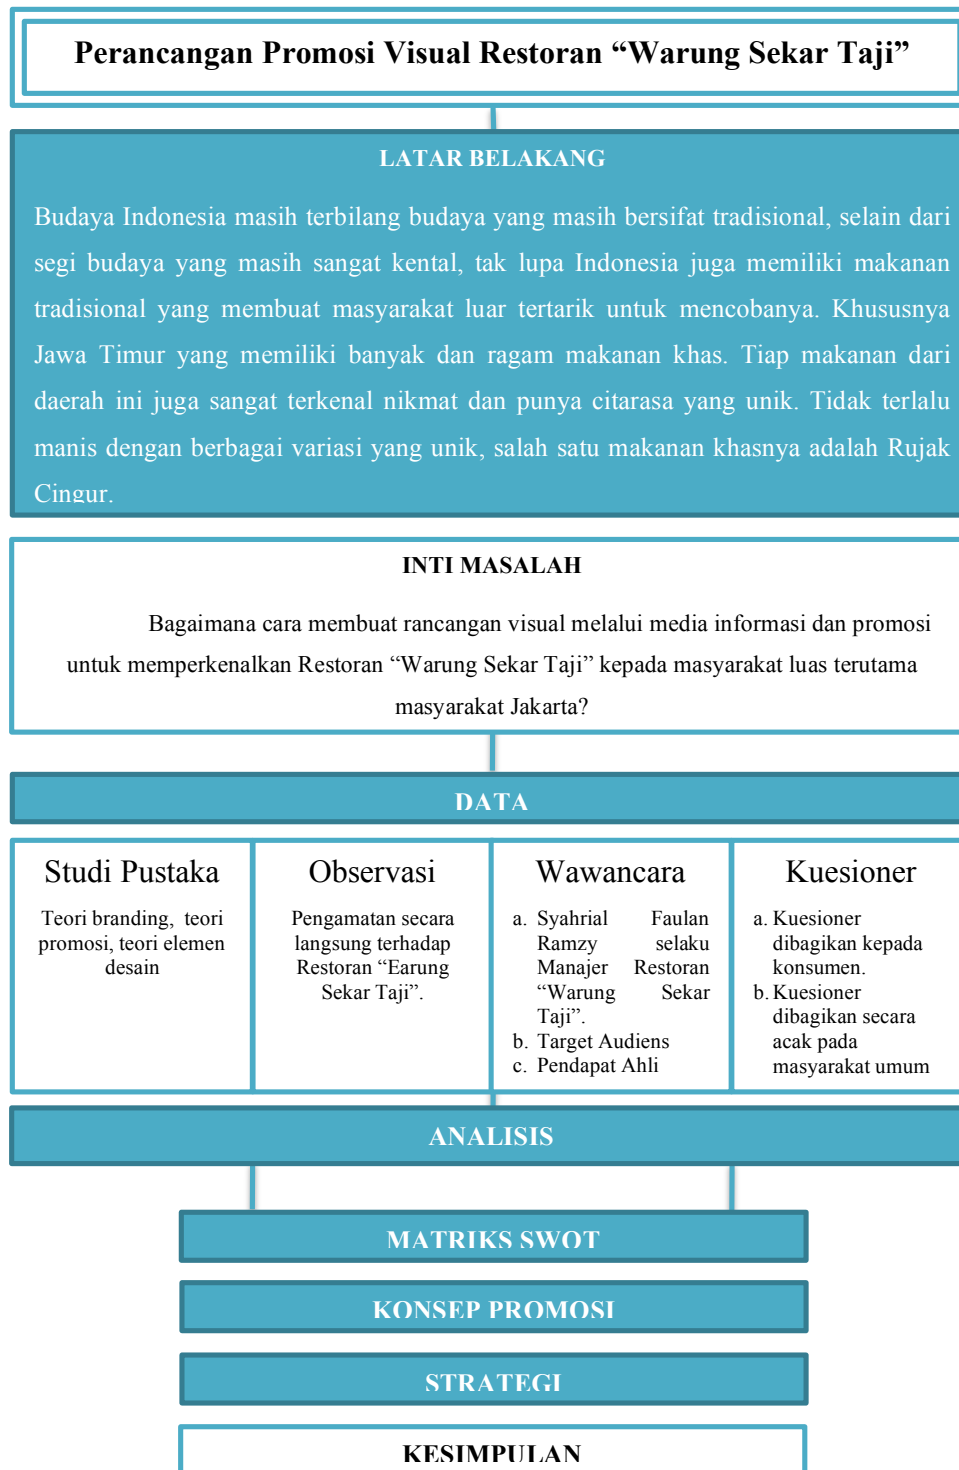 Perancangan Promosi Visual Restoran “Warung Sekar Taji”
LATAR BELAKANG
Budaya Indonesia masih terbilang budaya yang masih bersifat tradisional, selain dari
segi budaya yang masih sangat kental, tak lupa Indonesia juga memiliki makanan
tradisional yang membuat masyarakat luar tertarik untuk mencobanya. Khususnya
Jawa Timur yang memiliki banyak dan ragam makanan khas. Tiap makanan dari
daerah ini juga sangat terkenal nikmat dan punya citarasa yang unik. Tidak terlalu
manis dengan berbagai variasi yang unik, salah satu makanan khasnya adalah Rujak
Cingur.
INTI MASALAH
Bagaimana cara membuat rancangan visual melalui media informasi dan promosi
untuk memperkenalkan Restoran “Warung Sekar Taji” kepada masyarakat luas terutama
masyarakat Jakarta?
DATA
Studi Pustaka
Teori branding, teori
promosi, teori elemen
desain
Observasi
Pengamatan secara
langsung terhadap
Restoran “Earung
Sekar Taji”.
Wawancara
a. Syahrial Faulan
Ramzy selaku
Manajer Restoran
“Warung Sekar
Taji”.
b. Target Audiens
c. Pendapat Ahli
Kuesioner
a. Kuesioner
dibagikan kepada
konsumen.
b. Kuesioner
dibagikan secara
acak pada
masyarakat umum
ANALISIS
MATRIKS SWOT
KONSEP PROMOSI
STRATEGI
KESIMPULAN